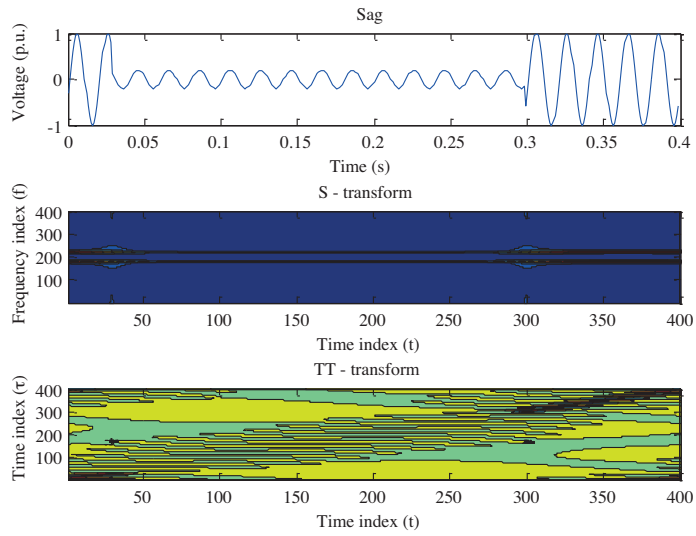 Sag
Voltage (p.u.)
1
0
-1
0 0.05 0.1 0.15 0.2 0.25 0.3 0.35 0.4
Time (s)
S - transform
Frequency index (f)
400
300
200
100
50 100 150 200 250 300 350 400
Time index (t)
TT - transform
Time index (τ)
400
300
200
100
50 100 150 200 250 300 350 400
Time index (t)